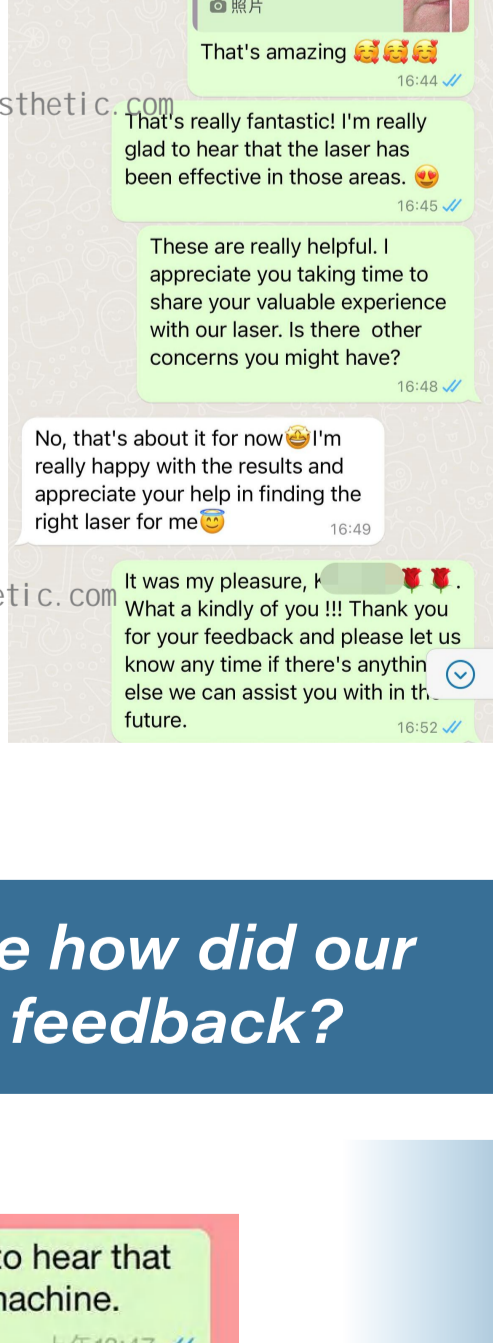 照片
That's amazing 🥰🥰🥰
16:44
sthetic.com
That's really fantastic! I'm really
glad to hear that the laser has
been effective in those areas. 😍
16:45
These are really helpful. I
appreciate you taking time to
share your valuable experience
with our laser. Is there  other
concerns you might have?
16:48
No, that's about it for now🤩I'm
really happy with the results and
appreciate your help in finding the
right laser for me😇
16:49
It was my pleasure, K 🌹 🌹 .
etic.com
What a kindly of you !!! Thank you
for your feedback and please let us
know any time if there's anythin
else we can assist you with in th
future.
16:52
e how did our
feedback?
to hear that
machine.